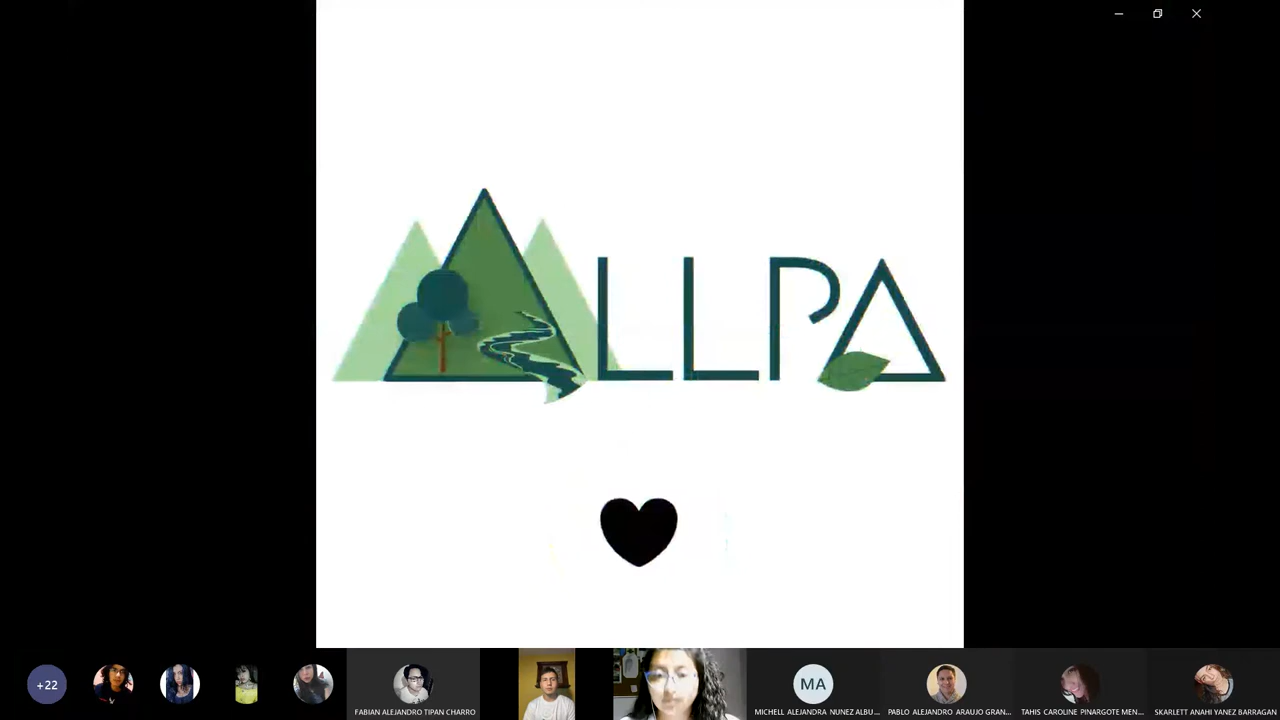 ALLPA
+22
FABIAN ALEJANDRO TIPAN CHARRO
MA
MICHELL ALEJANDRA NUNEZ ALBU...
PABLO ALEJANDRO ARAUJO GRAN...
TAHIS CAROLINE PINARGOTE MEN...
SKARLETT ANAHI YANEZ BARRAGAN